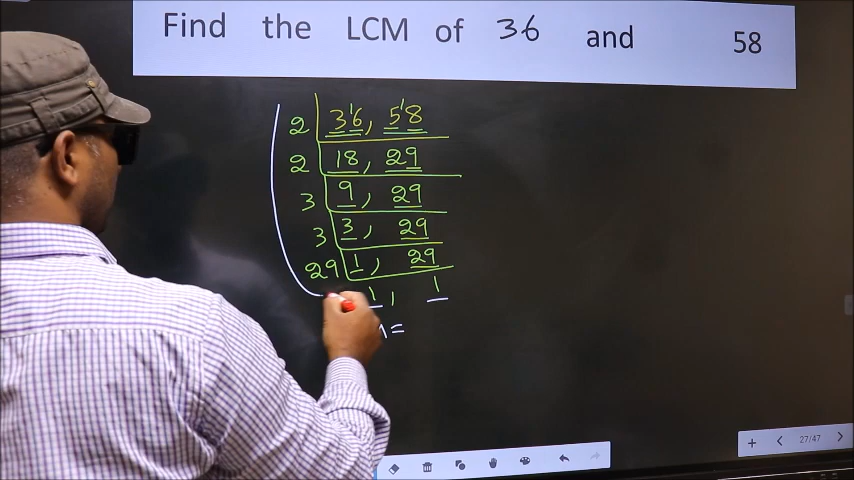 Find the LCM of 36 and 58
2 36, 58
2 18, 29
3 9, 29
3 3, 29
29 1, 29
1, 1
=
27/47